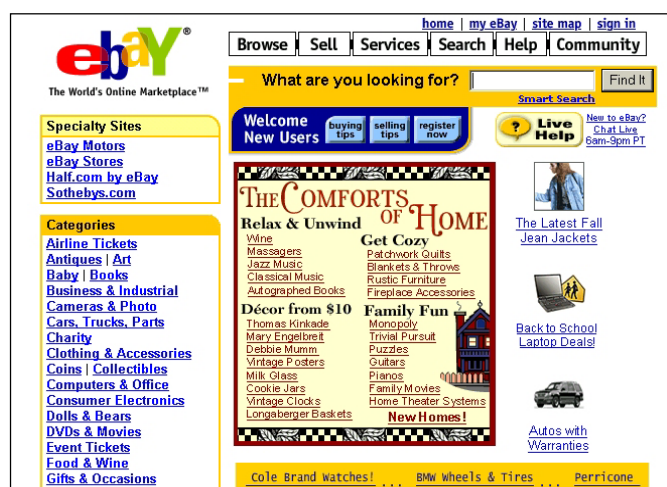 home | my eBay | site map | sign in
ebaY®
The World's Online Marketplace™
Browse Sell Services Search Help Community
What are you looking for? Find It
Smart Search
Welcome
New Users
buying
tips
selling
tips
register
now
?
Live
Help
New to eBay?
Chat Live
6am-9pm PT
Specialty Sites
eBay Motors
eBay Stores
Half.com by eBay
Sothebys.com
Categories
Airline Tickets
Antiques | Art
Baby | Books
Business & Industrial
Cameras & Photo
Cars, Trucks, Parts
Charity
Clothing & Accessories
Coins | Collectibles
Computers & Office
Consumer Electronics
Dolls & Bears
DVDs & Movies
Event Tickets
Food & Wine
Gifts & Occasions
THE COMFORTS
OF HOME
Relax & Unwind
Wine
Massagers
Jazz Music
Classical Music
Autographed Books
Get Cozy
Patchwork Quilts
Blankets & Throws
Rustic Furniture
Fireplace Accessories
Décor from $10
Thomas Kinkade
Mary Engelbreit
Debbie Mumm
Vintage Posters
Milk Glass
Cookie Jars
Vintage Clocks
Longaberger Baskets
Family Fun
Monopoly
Trivial Pursuit
Puzzles
Guitars
Pianos
Family Movies
Home Theater Systems
New Homes!
The Latest Fall
Jean Jackets
Back to School
Laptop Deals!
Autos with
Warranties
Cole Brand Watches! ... BMW Wheels & Tires ... Perricone